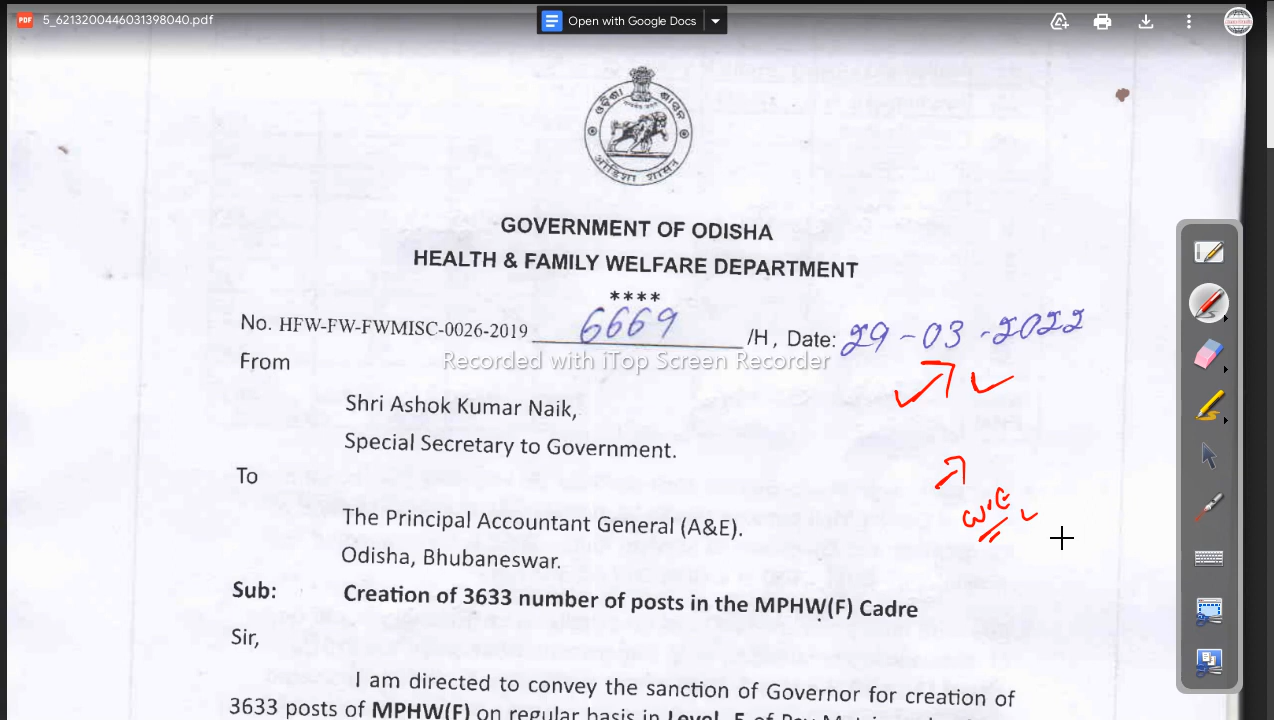 5_6213200446031398040.pdf
Open with Google Docs
ଓଡ଼ିଶା ଶାସନ
GOVERNMENT OF ODISHA
HEALTH & FAMILY WELFARE DEPARTMENT
****
No. HFW-FW-FWMISC-0026-2019 6669 /H, Date: 29-03-2022
Recorded with iTop Screen Recorder
From
Shri Ashok Kumar Naik,
Special Secretary to Government.
To
The Principal Accountant General (A&E).
Odisha, Bhubaneswar.
Sub: Creation of 3633 number of posts in the MPHW(F) Cadre
Sir,
I am directed to convey the sanction of Governor for creation of
3633 posts of MPHW(F) on regular basis in Level